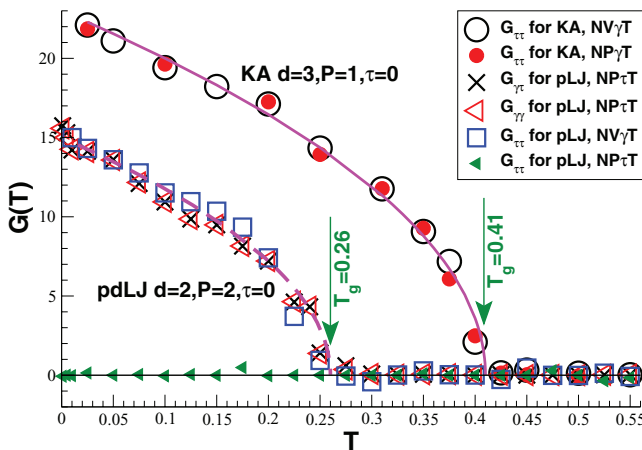 G_ττ for KA, NVγT
G_ττ for KA, NPγT
G_γτ for pLJ, NPτT
G_γγ for pLJ, NPτT
G_ττ for pLJ, NVγT
G_ττ for pLJ, NPτT
KA d=3,P=1,τ=0
pdLJ d=2,P=2,τ=0
T_g=0.26
T_g=0.41
G(T)
20
15
10
5
0
0 0.05 0.1 0.15 0.2 0.25 0.3 0.35 0.4 0.45 0.5 0.55
T